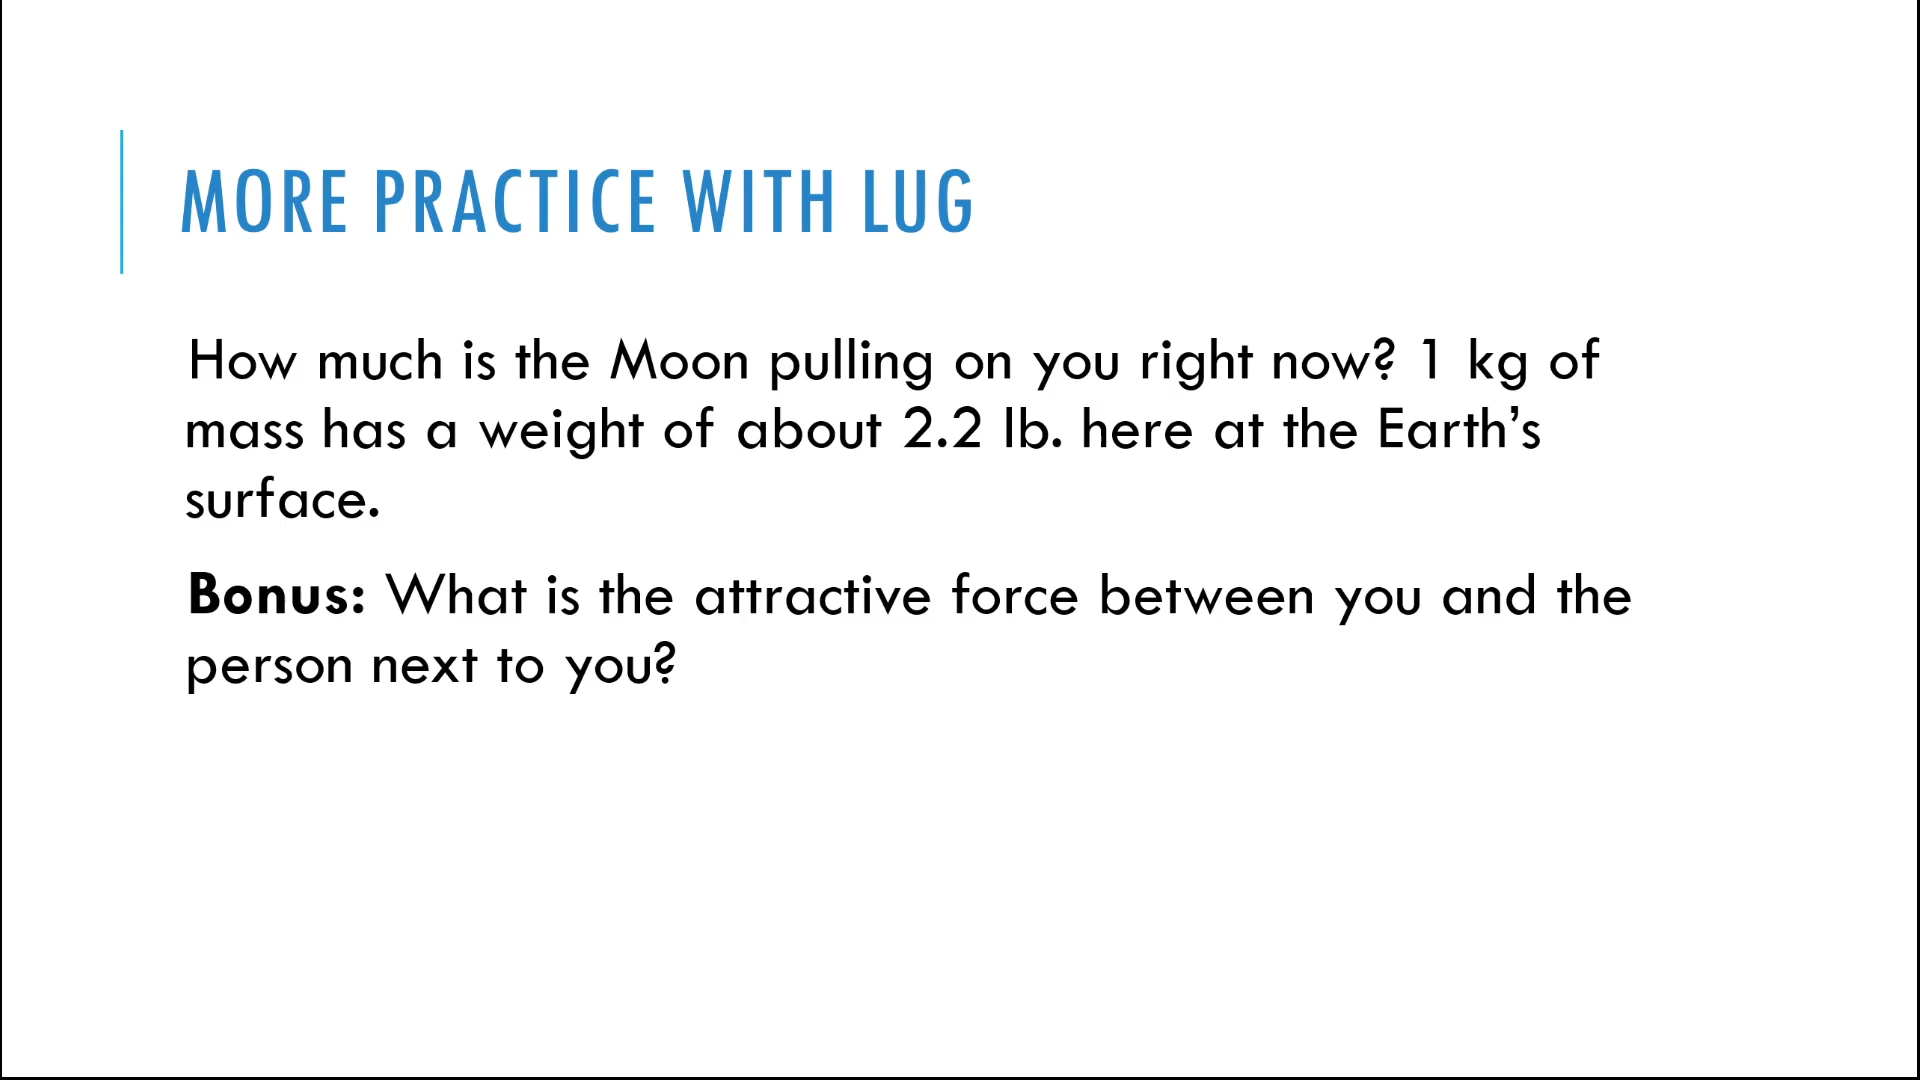 MORE PRACTICE WITH LUG
How much is the Moon pulling on you right now? 1 kg of
mass has a weight of about 2.2 lb. here at the Earth’s
surface.
Bonus: What is the attractive force between you and the
person next to you?